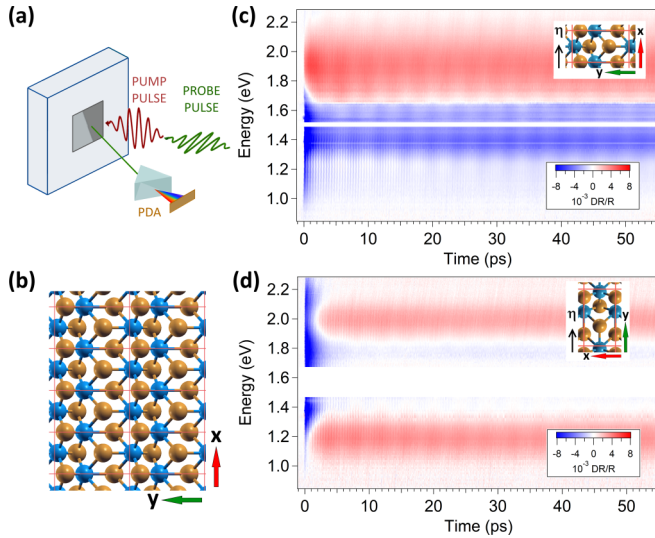 (a)
PUMP
PULSE
PROBE
PULSE
PDA
(b)
x
y
(c)
Energy (eV)
2.2
2.0
1.8
1.6
1.4
1.2
1.0
η
x
y
-8 -4 0 4 8
10⁻³ DR/R
0 10 20 30 40 50
Time (ps)
(d)
Energy (eV)
2.2
2.0
1.8
1.6
1.4
1.2
1.0
η
y
x
-8 -4 0 4 8
10⁻³ DR/R
0 10 20 30 40 50
Time (ps)